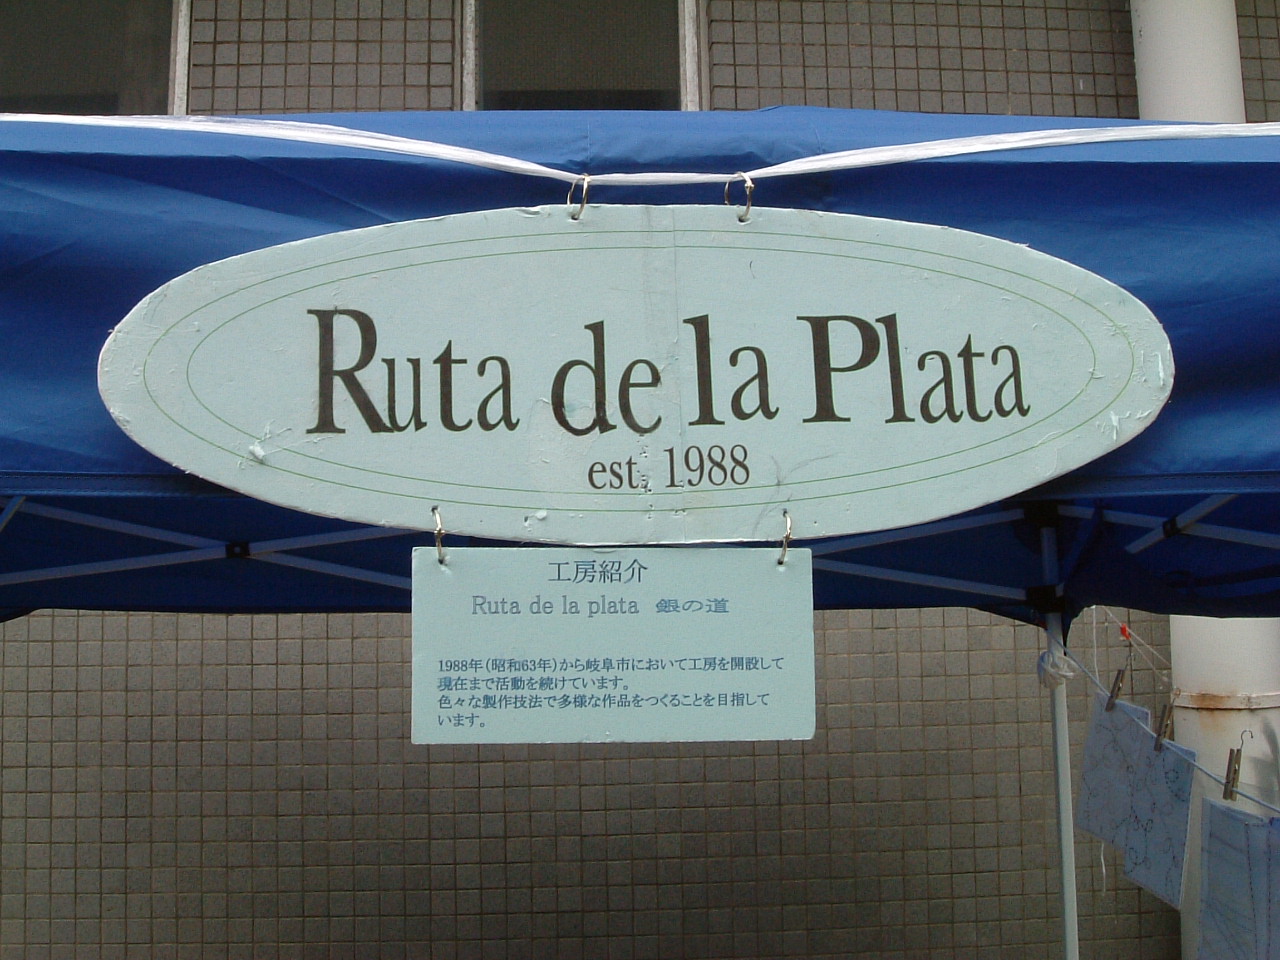 Ruta de la Plata
est. 1988
工房紹介
Ruta de la plata 銀の道
1988年(昭和63年)から岐阜市において工房を開設して
現在まで活動を続けています。
色々な製作技法で多様な作品をつくることを目指して
います。